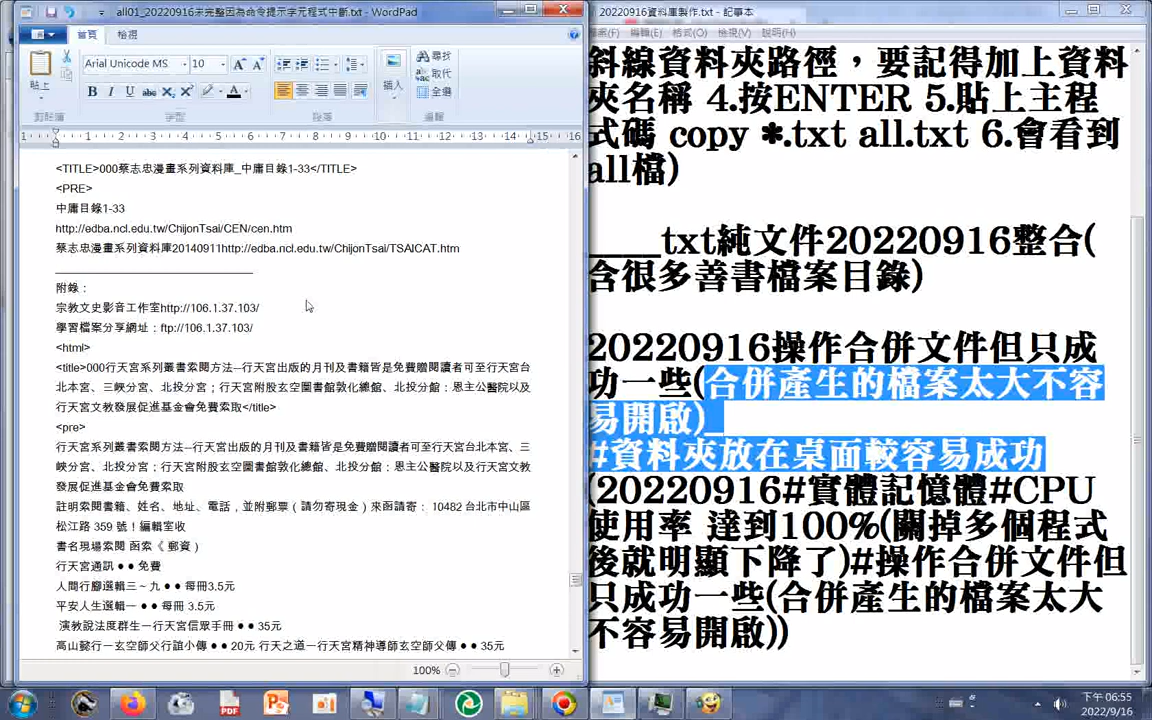 all01_20220916未完整因為命令提示字元程式中斷.txt - WordPad
首頁
檢視
貼上
Arial Unicode MS
10
插入
尋找
取代
全選
剪貼簿
字型
段落
編輯
1 1 2 3 4 5 6 7 8 9 10 11 12 13 14 15 16
<TITLE>000蔡志忠漫畫系列資料庫_中庸目錄1-33</TITLE>
<PRE>
中庸目錄1-33
http://edba.ncl.edu.tw/ChijonTsai/CEN/cen.htm
蔡志忠漫畫系列資料庫20140911http://edba.ncl.edu.tw/ChijonTsai/TSAICAT.htm
附錄：
宗教文史影音工作室http://106.1.37.103/
學習檔案分享網址：ftp://106.1.37.103/
<html>
<title>000行天宮系列叢書索閱方法--行天宮出版的月刊及書籍皆是免費贈閱讀者可至行天宮台
北本宮、三峽分宮、北投分宮；行天宮附設玄空圖書館敦化總館、北投分館；恩主公醫院以及
行天宮文教發展促進基金會免費索取</title>
<pre>
行天宮系列叢書索閱方法--行天宮出版的月刊及書籍皆是免費贈閱讀者可至行天宮台北本宮、三
峽分宮、北投分宮；行天宮附設玄空圖書館敦化總館、北投分館；恩主公醫院以及行天宮文教
發展促進基金會免費索取
註明索閱書籍、姓名、地址、電話，並附郵票（請勿寄現金）來函請寄： 10482 台北市中山區
松江路 359 號！編輯室收
書名現場索閱 函索《 郵資 ）
行天宮通訊 ●● 免費
人間行腳選輯三 ~ 九 ●● 每冊3.5元
平安人生選輯一 ●● 每冊 3.5元
演教說法度群生一行天宮信眾手冊 ●● 35元
高山懿行一玄空師父行誼小傳 ●● 20元 行天之道一行天宮精神導師玄空師父傳 ●● 35元
100%
20220916資料庫製作.txt - 記事本
檔案(F) 編輯(E) 格式(O) 檢視(V) 說明(H)
斜線資料夾路徑，要記得加上資料
夾名稱 4.按ENTER 5.貼上主程
式碼 copy *.txt all.txt 6.會看到
all檔)
____txt純文件20220916整合(
含很多善書檔案目錄)
20220916操作合併文件但只成
功一些(合併產生的檔案太大不容
易開啟)_
#資料夾放在桌面較容易成功
(20220916#實體記憶體#CPU
使用率 達到100%(關掉多個程式
後就明顯下降了)#操作合併文件但
只成功一些(合併產生的檔案太大
不容易開啟))
下午 06:55
2022/9/16